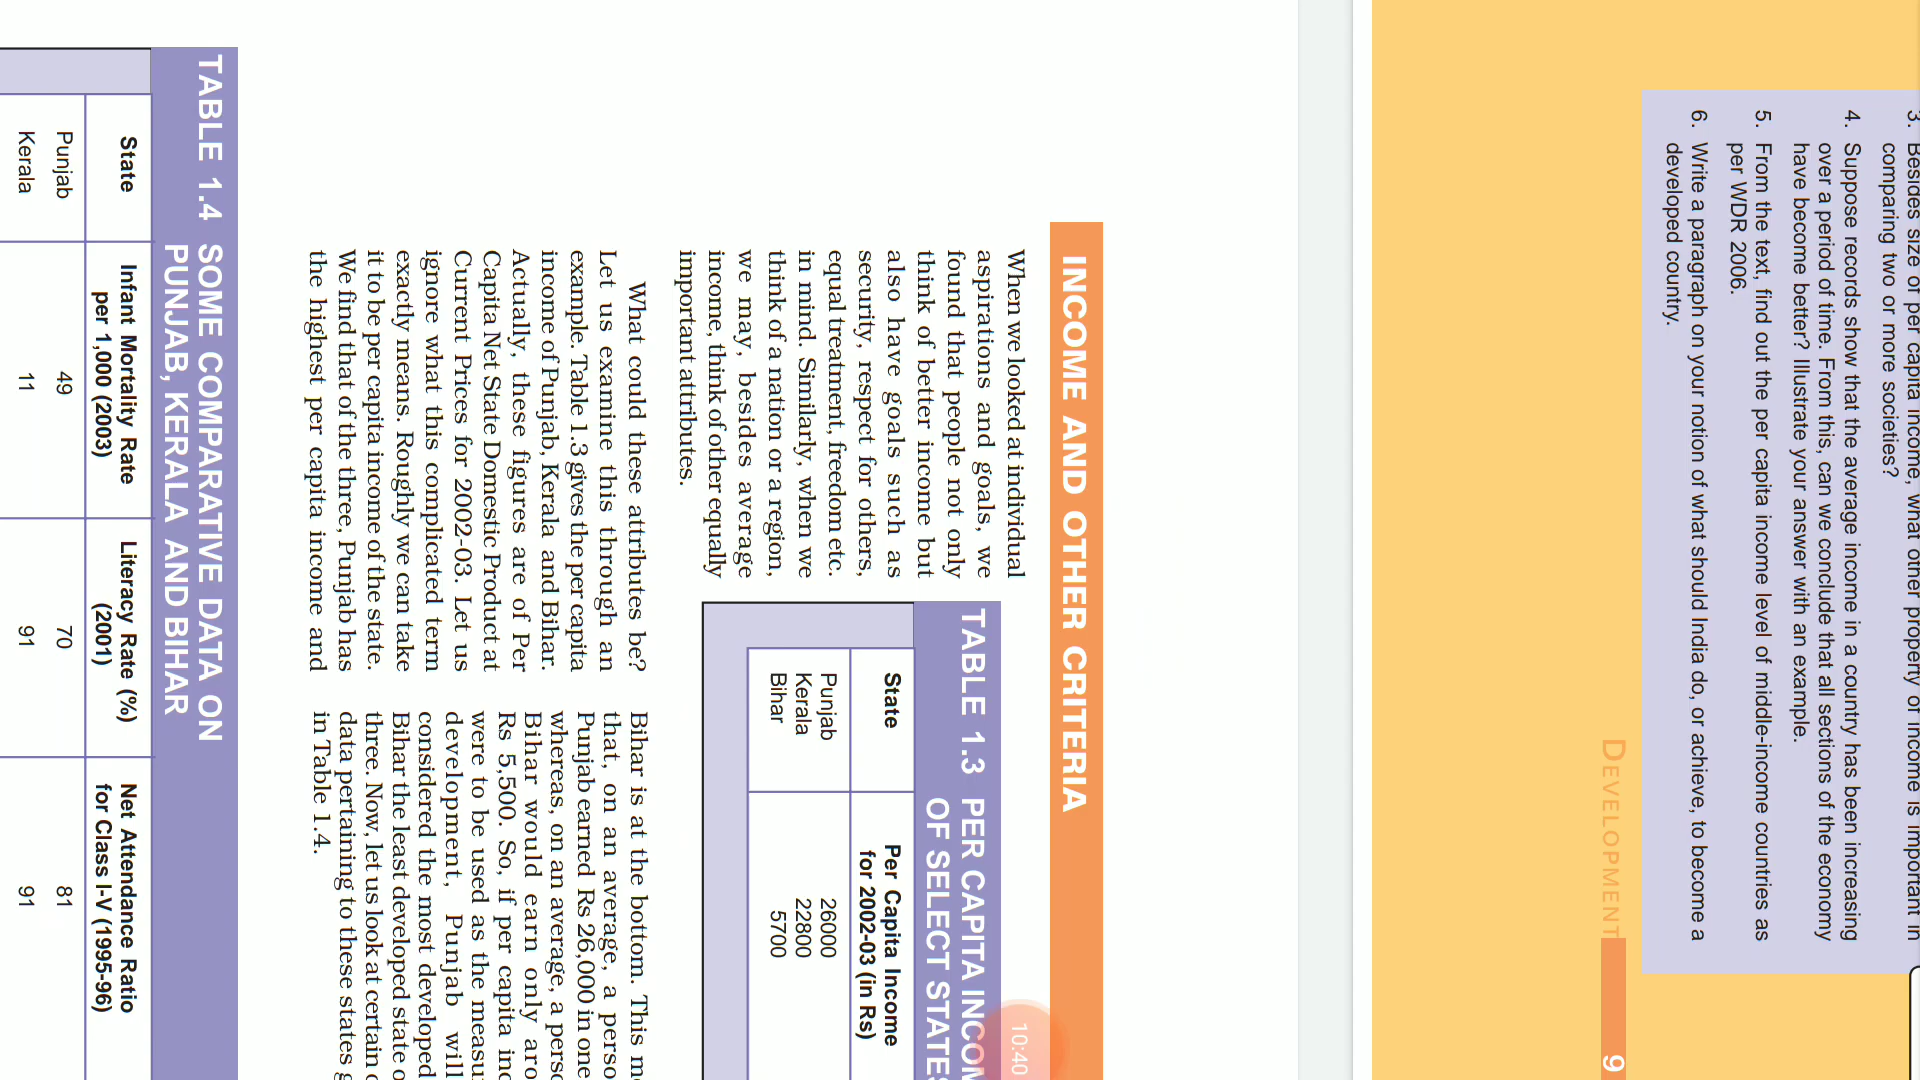 3. Besides size of per capita income, what other property of income is important in
comparing two or more societies?
4. Suppose records show that the average income in a country has been increasing
over a period of time. From this, can we conclude that all sections of the economy
have become better? Illustrate your answer with an example.
5. From the text, find out the per capita income level of middle-income countries as
per WDR 2006.
6. Write a paragraph on your notion of what should India do, or achieve, to become a
developed country.
DEVELOPMENT 9
INCOME AND OTHER CRITERIA
When we looked at individual
aspirations and goals, we
found that people not only
think of better income but
also have goals such as
security, respect for others,
equal treatment, freedom etc.
in mind. Similarly, when we
think of a nation or a region,
we may, besides average
income, think of other equally
important attributes.
TABLE 1.3 PER CAPITA INCOM
OF SELECT STATES
State Per Capita Income
for 2002-03 (in Rs)
Punjab 26000
Kerala 22800
Bihar 5700
10:40
What could these attributes be?
Let us examine this through an
example. Table 1.3 gives the per capita
income of Punjab, Kerala and Bihar.
Actually, these figures are of Per
Capita Net State Domestic Product at
Current Prices for 2002-03. Let us
ignore what this complicated term
exactly means. Roughly we can take
it to be per capita income of the state.
We find that of the three, Punjab has
the highest per capita income and
Bihar is at the bottom. This m
that, on an average, a perso
Punjab earned Rs 26,000 in one
whereas, on an average, a perso
Bihar would earn only aro
Rs 5,500. So, if per capita inc
were to be used as the measu
development, Punjab will
considered the most developed
Bihar the least developed state o
three. Now, let us look at certain
data pertaining to these states g
in Table 1.4.
TABLE 1.4 SOME COMPARATIVE DATA ON
PUNJAB, KERALA AND BIHAR
State Infant Mortality Rate Literacy Rate (%) Net Attendance Ratio
per 1,000 (2003) (2001) for Class I-V (1995-96)
Punjab 49 70 81
Kerala 11 91 91